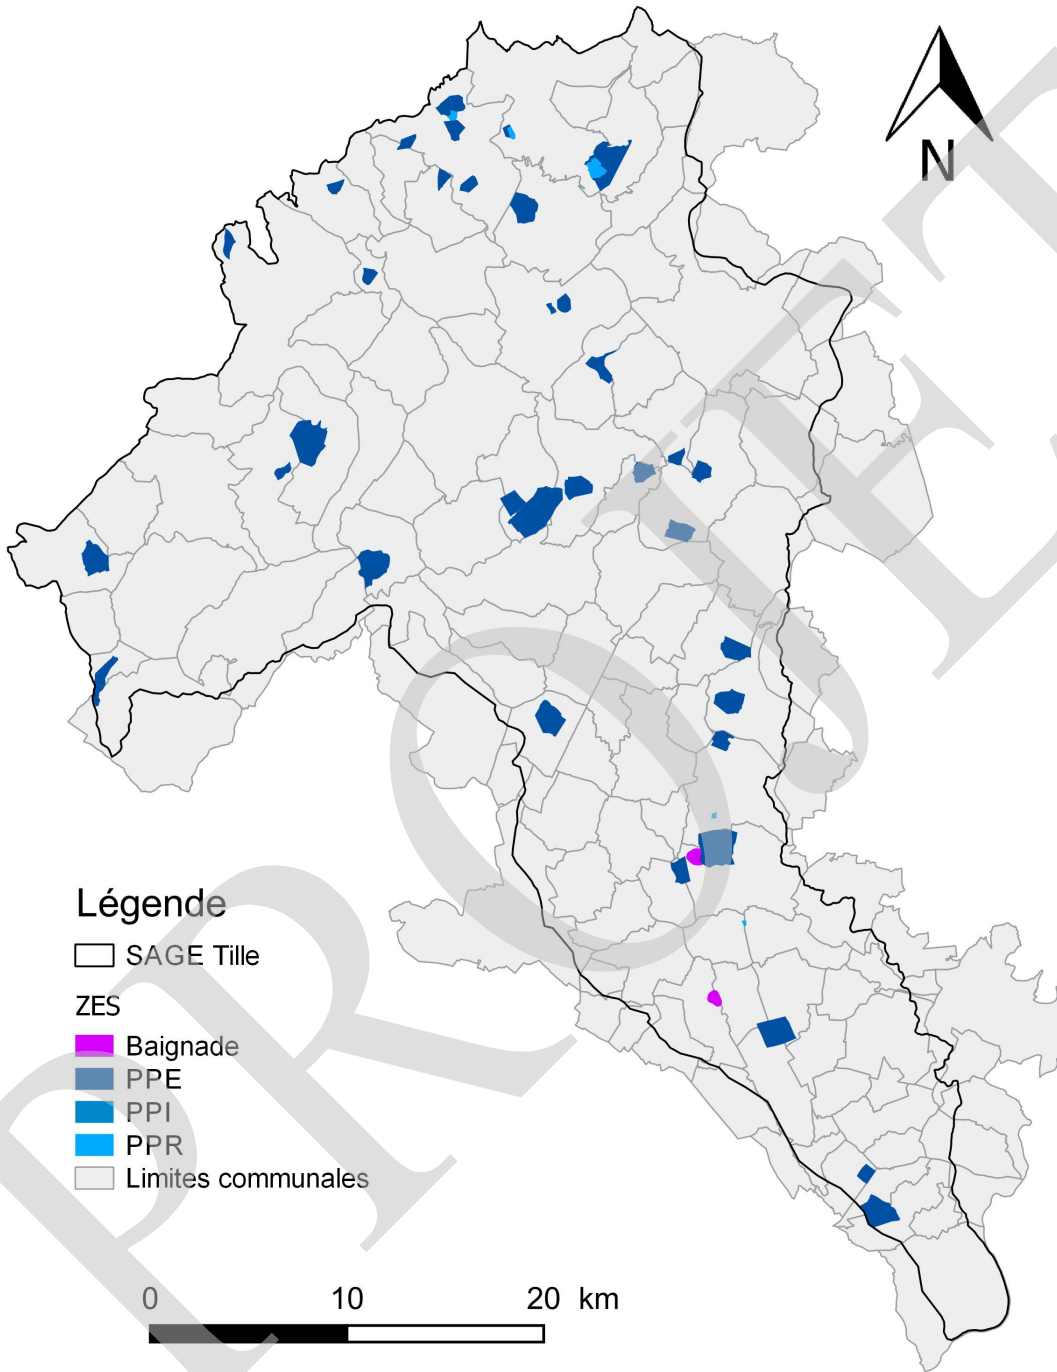 N
PROJET
Légende
SAGE Tille
ZES
Baignade
PPE
PPI
PPR
Limites communales
0 10 20 km